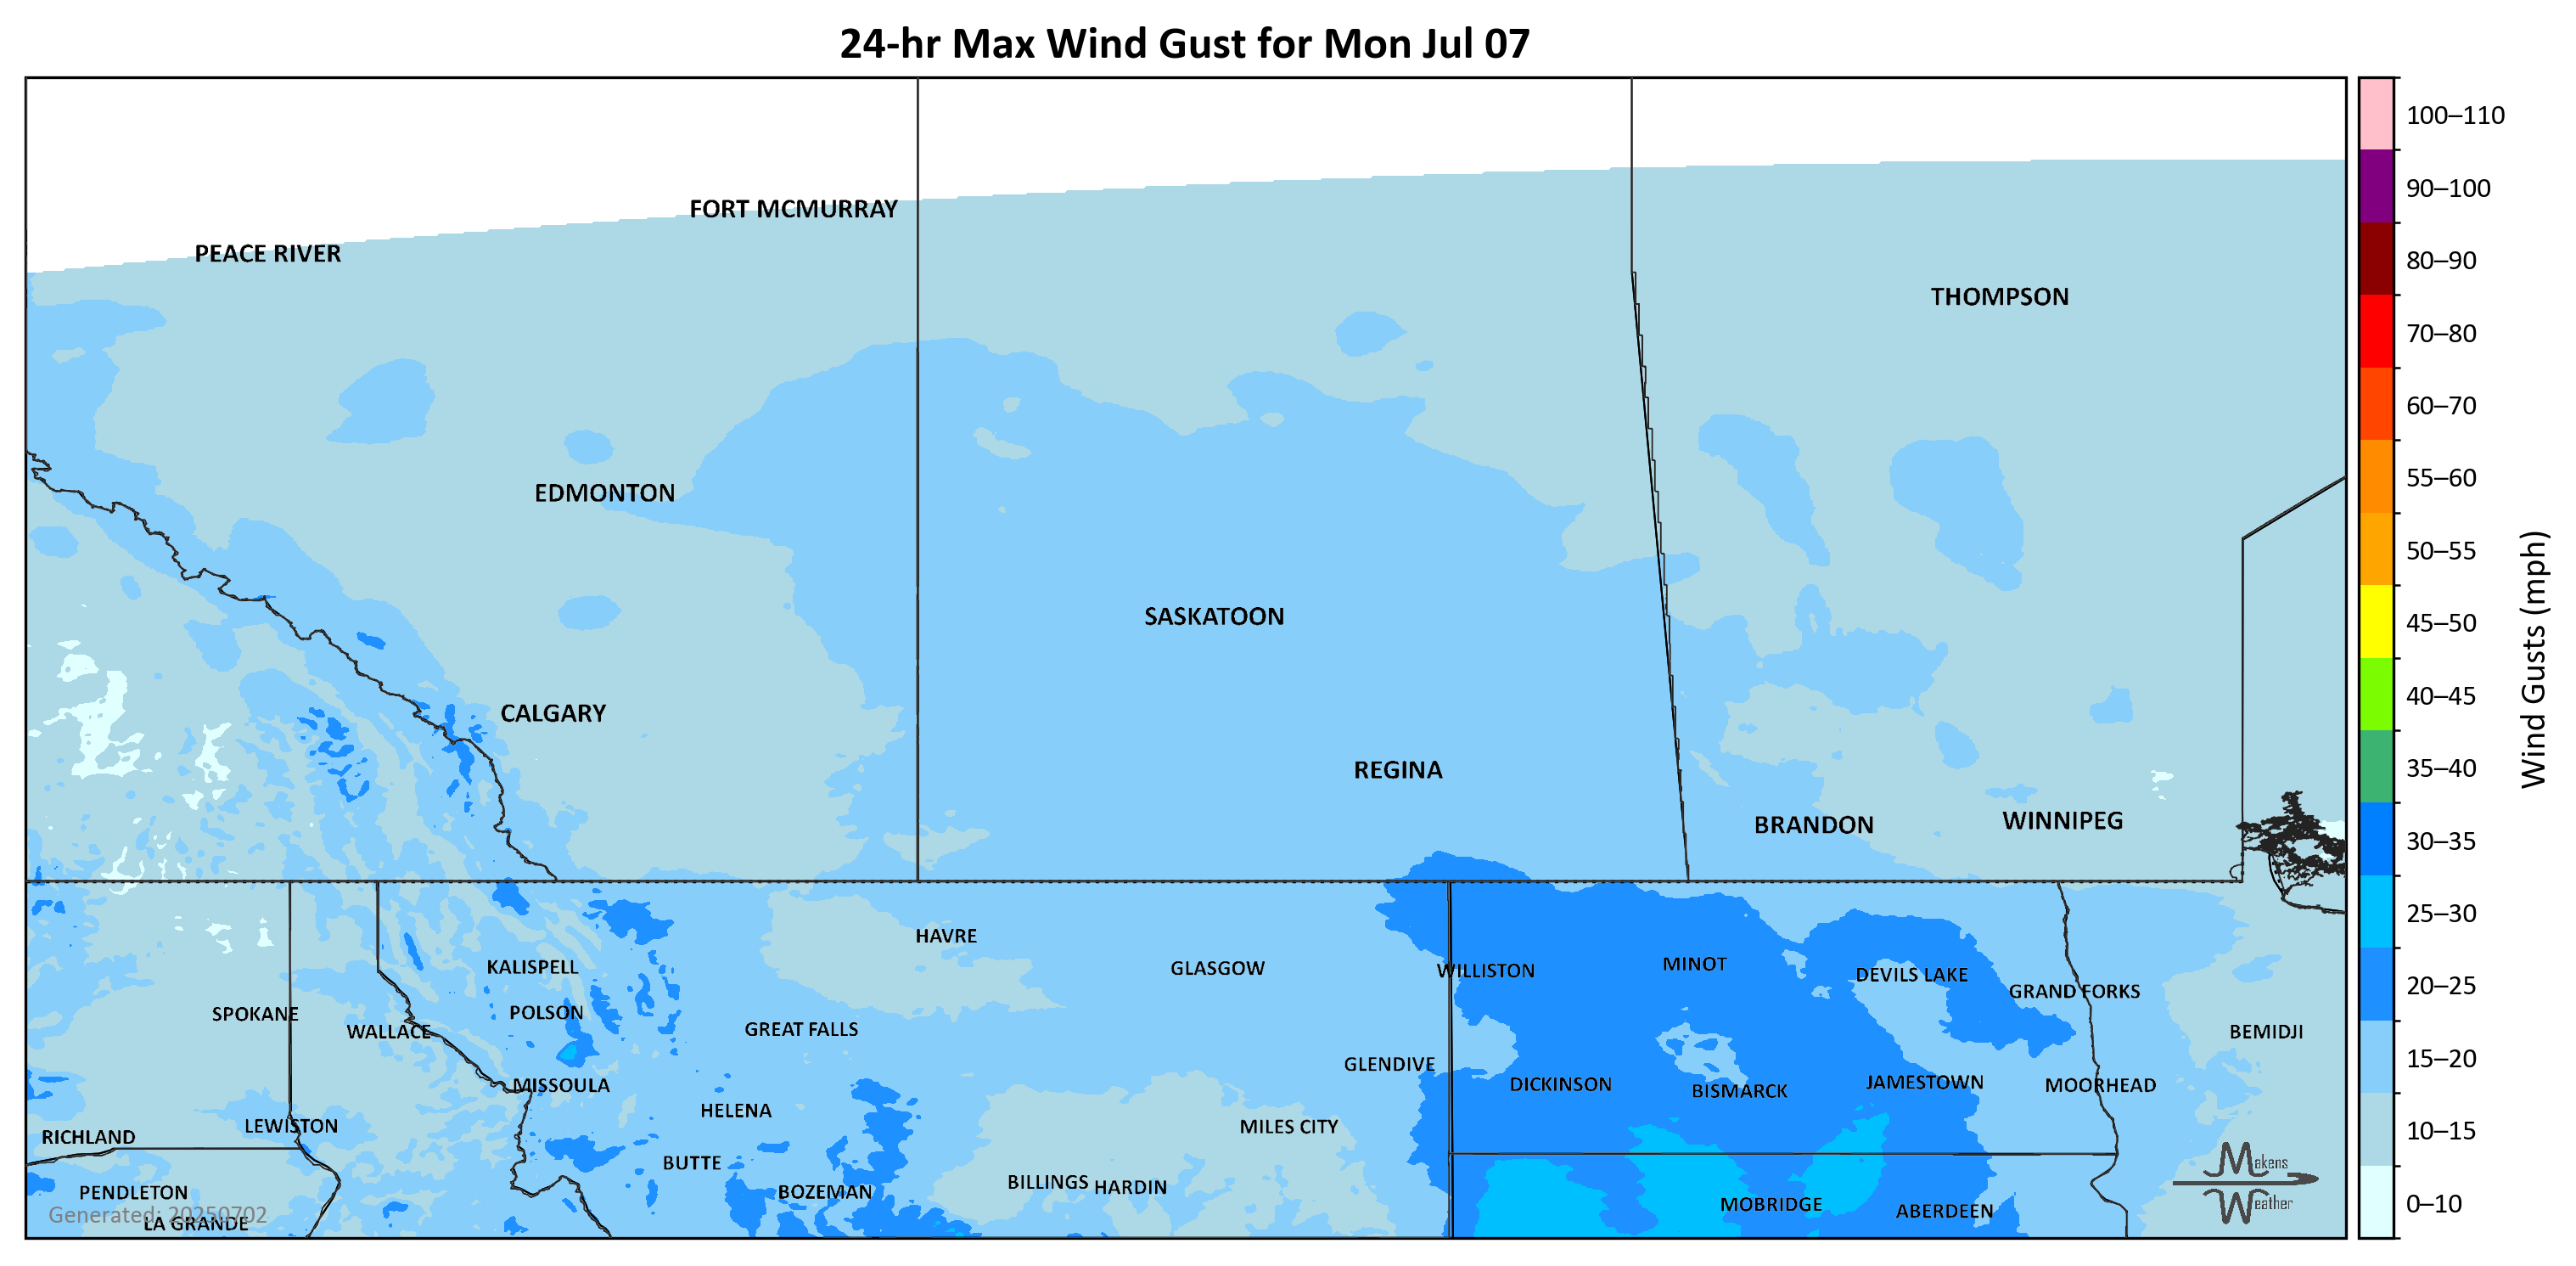 24-hr Max Wind Gust for Mon Jul 07
FORT MCMURRAY
PEACE RIVER
THOMPSON
EDMONTON
SASKATOON
CALGARY
REGINA
BRANDON
WINNIPEG
HAVRE
KALISPELL
GLASGOW
WILLISTON
MINOT
DEVILS LAKE
GRAND FORKS
SPOKANE
POLSON
WALLACE
GREAT FALLS
BEMIDJI
GLENDIVE
MISSOULA
DICKINSON
BISMARCK
JAMESTOWN
MOORHEAD
HELENA
LEWISTON
MILES CITY
RICHLAND
BUTTE
PENDLETON
BOZEMAN
BILLINGS
HARDIN
MOBRIDGE
ABERDEEN
Generated: 20250702
LA GRANDE
Makens
Weather
100–110
90–100
80–90
70–80
60–70
55–60
50–55
45–50
40–45
35–40
30–35
25–30
20–25
15–20
10–15
0–10
Wind Gusts (mph)